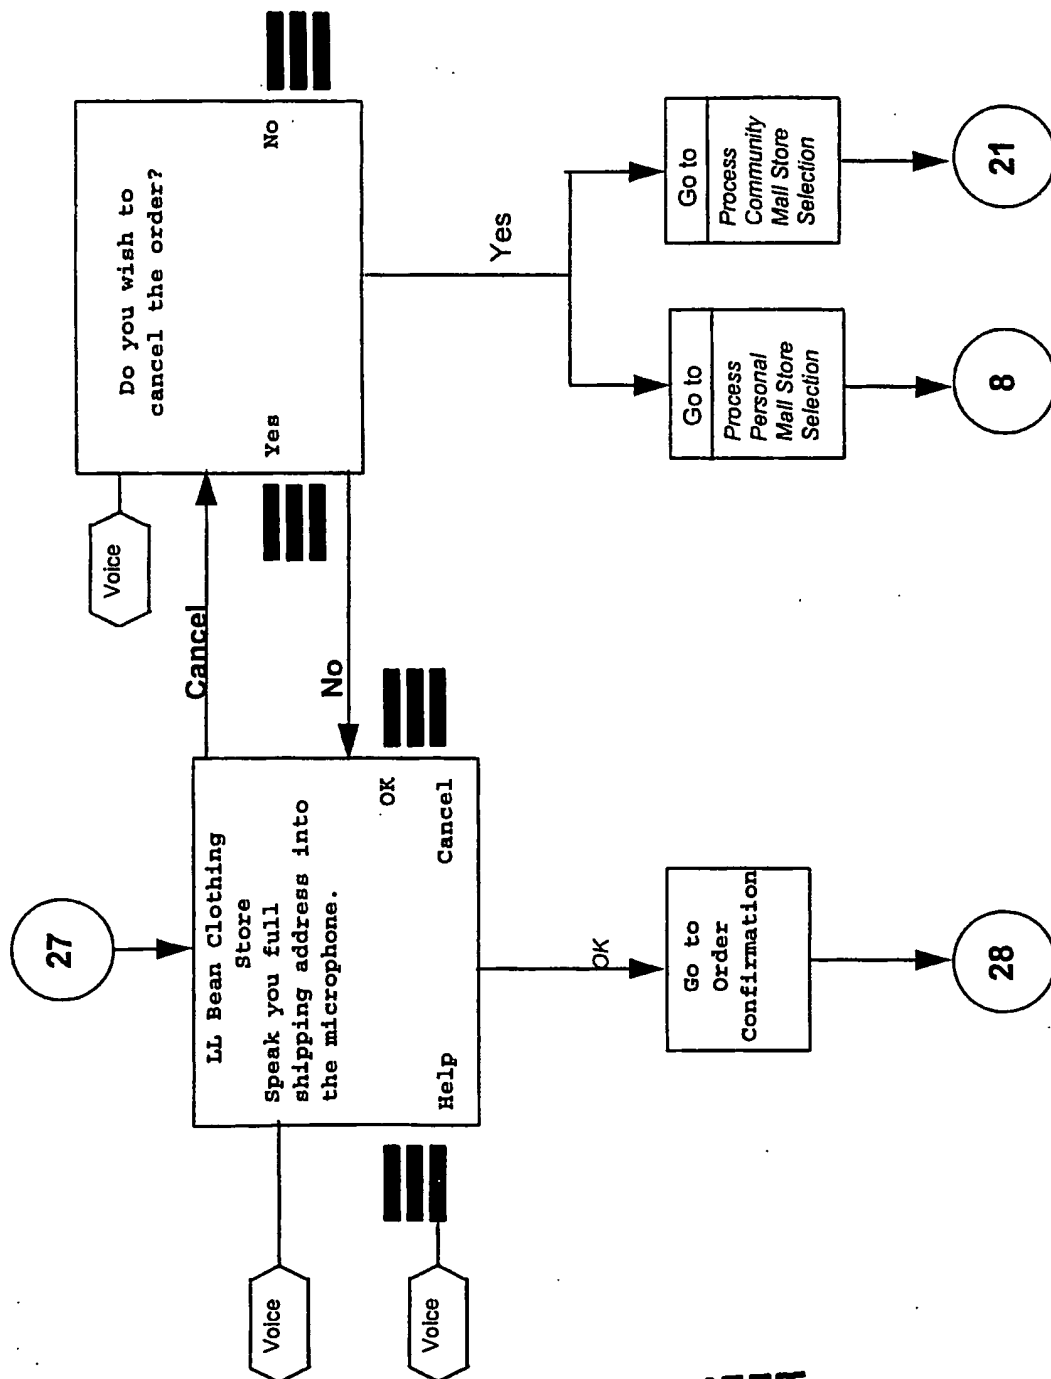 27
LL Bean Clothing
Store
Speak you full
shipping address into
the microphone.
OK
Help
Cancel
Voice
Voice
Cancel
No
Voice
Do you wish to
cancel the order?
Yes
No
OK
Go to
Order
Confirmation
28
Yes
Go to
Process
Personal
Mall Store
Selection
8
Go to
Process
Community
Mall Store
Selection
21